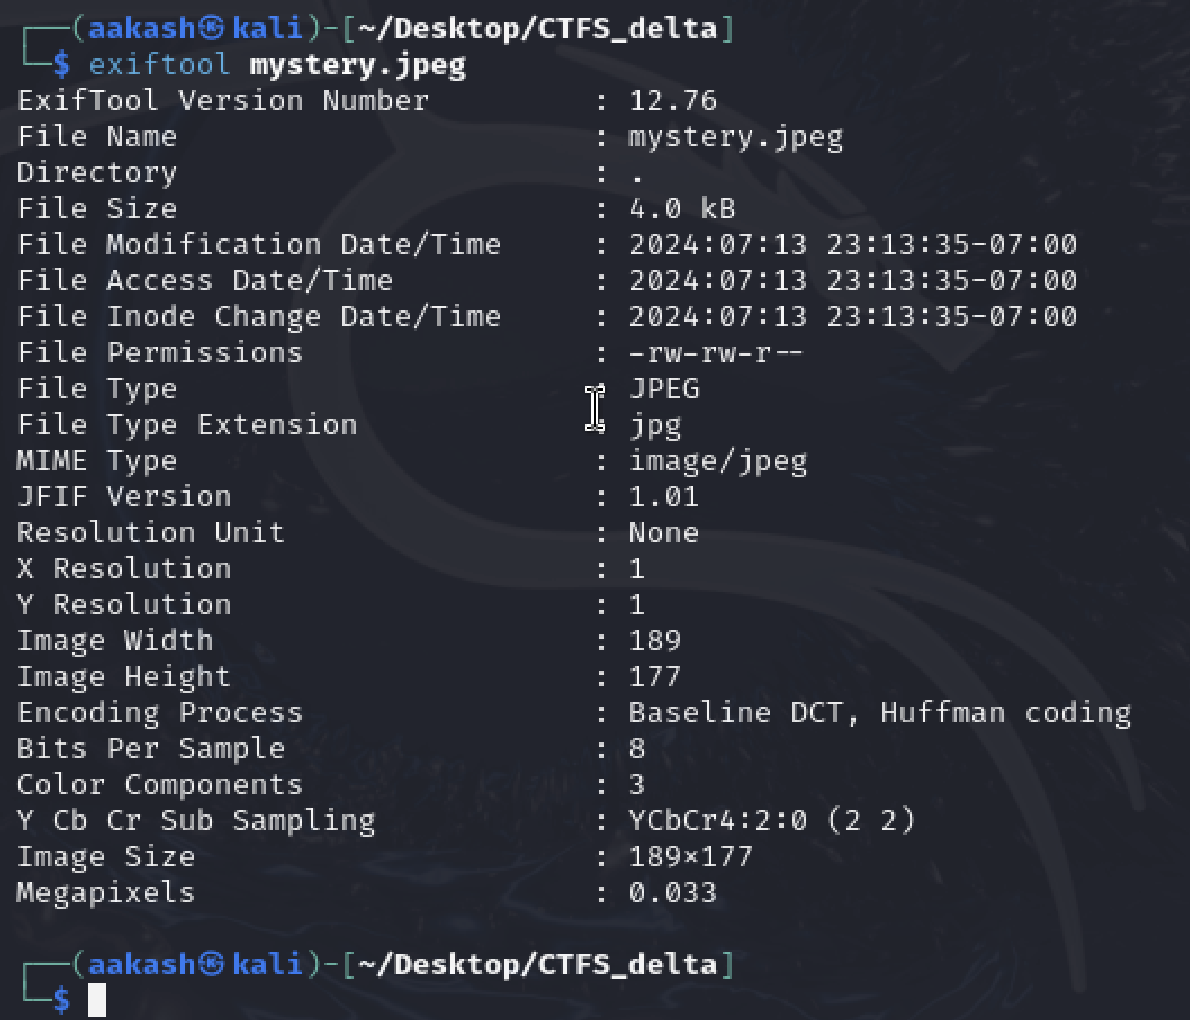 ┌──(aakash㉿kali)-[~/Desktop/CTFS_delta]
└─$ exiftool mystery.jpeg
ExifTool Version Number         : 12.76
File Name                       : mystery.jpeg
Directory                       : .
File Size                       : 4.0 kB
File Modification Date/Time     : 2024:07:13 23:13:35-07:00
File Access Date/Time           : 2024:07:13 23:13:35-07:00
File Inode Change Date/Time     : 2024:07:13 23:13:35-07:00
File Permissions                : -rw-rw-r--
File Type                       : JPEG
File Type Extension             : jpg
MIME Type                       : image/jpeg
JFIF Version                    : 1.01
Resolution Unit                 : None
X Resolution                    : 1
Y Resolution                    : 1
Image Width                     : 189
Image Height                    : 177
Encoding Process                : Baseline DCT, Huffman coding
Bits Per Sample                 : 8
Color Components                : 3
Y Cb Cr Sub Sampling            : YCbCr4:2:0 (2 2)
Image Size                      : 189×177
Megapixels                      : 0.033
┌──(aakash㉿kali)-[~/Desktop/CTFS_delta]
└─$